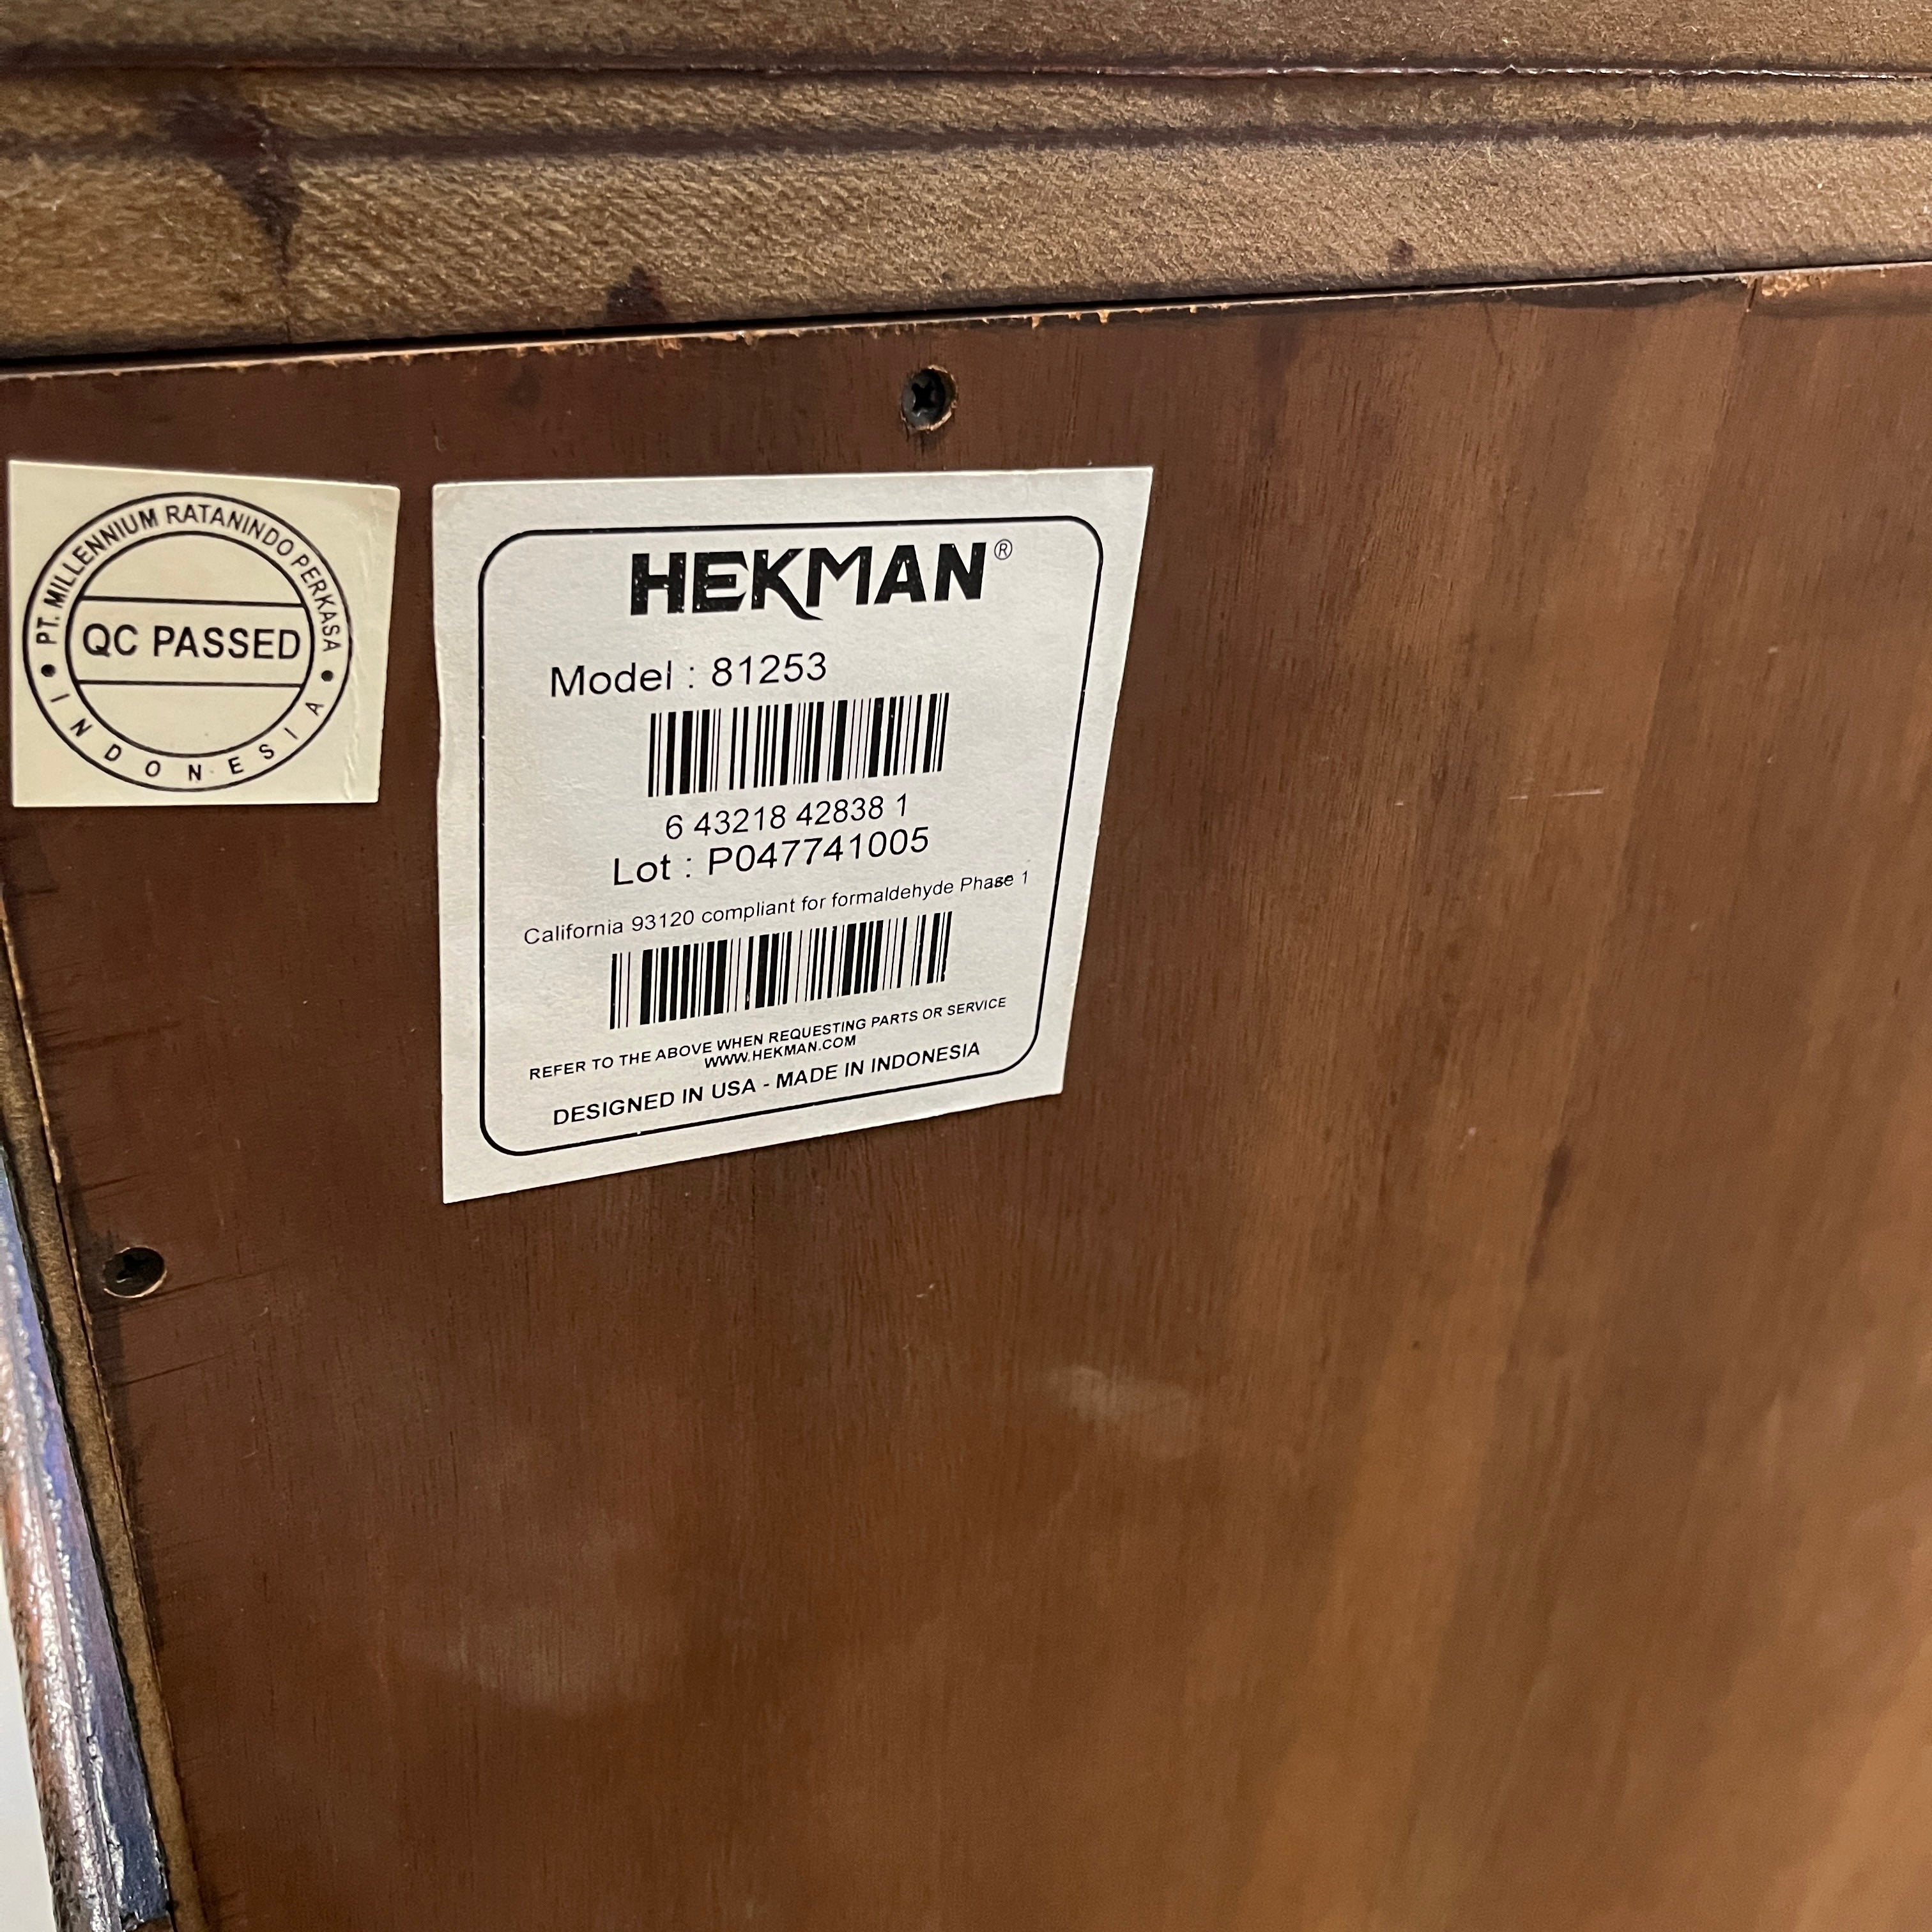 PT. MILLENNIUM RATANINDO PERKASA
QC PASSED
INDONESIA
HEKMAN®
Model : 81253
6 43218 42838 1
Lot : P047741005
California 93120 compliant for formaldehyde Phase 1
REFER TO THE ABOVE WHEN REQUESTING PARTS OR SERVICE
WWW.HEKMAN.COM
DESIGNED IN USA - MADE IN INDONESIA